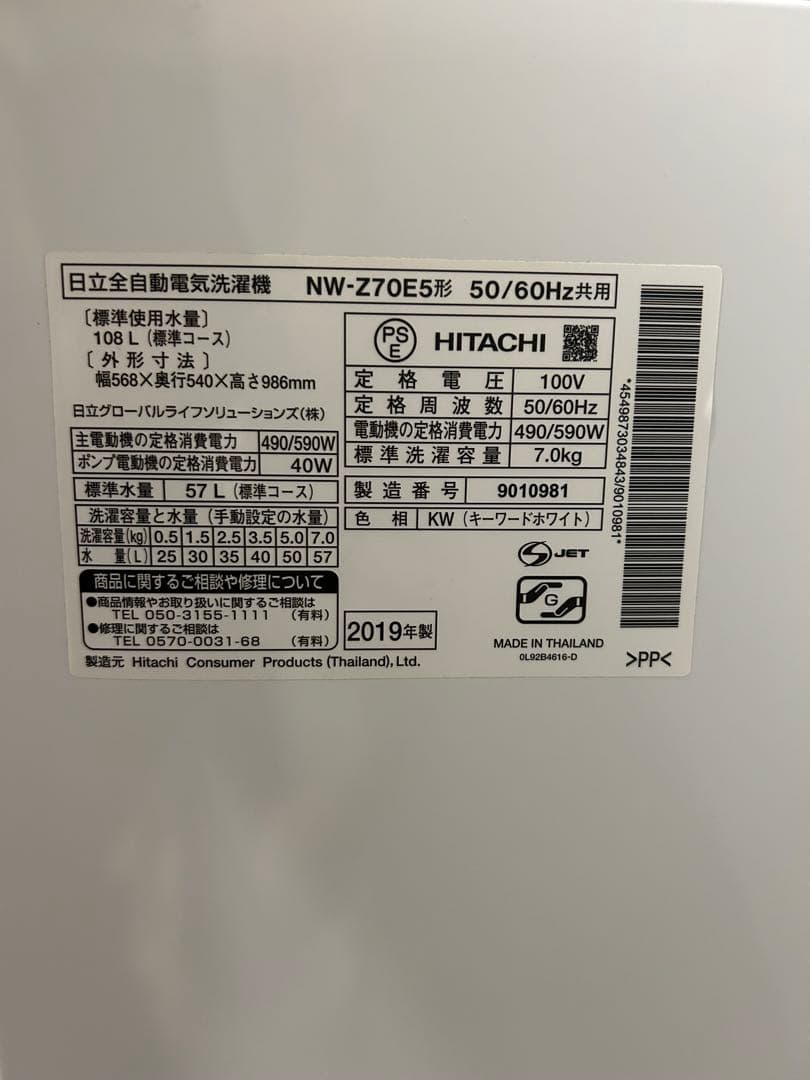 日立全自動電気洗濯機 NW-Z70E5形 50/60Hz共用
〔標準使用水量〕
108 L (標準コース)
〔外形寸法〕
幅568×奥行540×高さ986mm
日立グローバルライフソリューションズ(株)
主電動機の定格消費電力 490/590W
ポンプ電動機の定格消費電力 40W
標準水量 57 L (標準コース)
洗濯容量と水量 (手動設定の水量)
洗濯容量(kg) 0.5 1.5 2.5 3.5 5.0 7.0
水量(L) 25 30 35 40 50 57
商品に関するご相談や修理について
●商品情報やお取り扱いに関するご相談は
TEL 050-3155-1111 (有料)
●修理に関するご相談は
TEL 0570-0031-68 (有料)
製造元 Hitachi Consumer Products (Thailand), Ltd.
PS
E
HITACHI
定格電圧 100V
定格周波数 50/60Hz
電動機の定格消費電力 490/590W
標準洗濯容量 7.0kg
製造番号 9010981
色相 KW (キーワードホワイト)
S JET
G
2019年製
MADE IN THAILAND
0L92B4616-D
*4549873034843/9010981*
>PP<